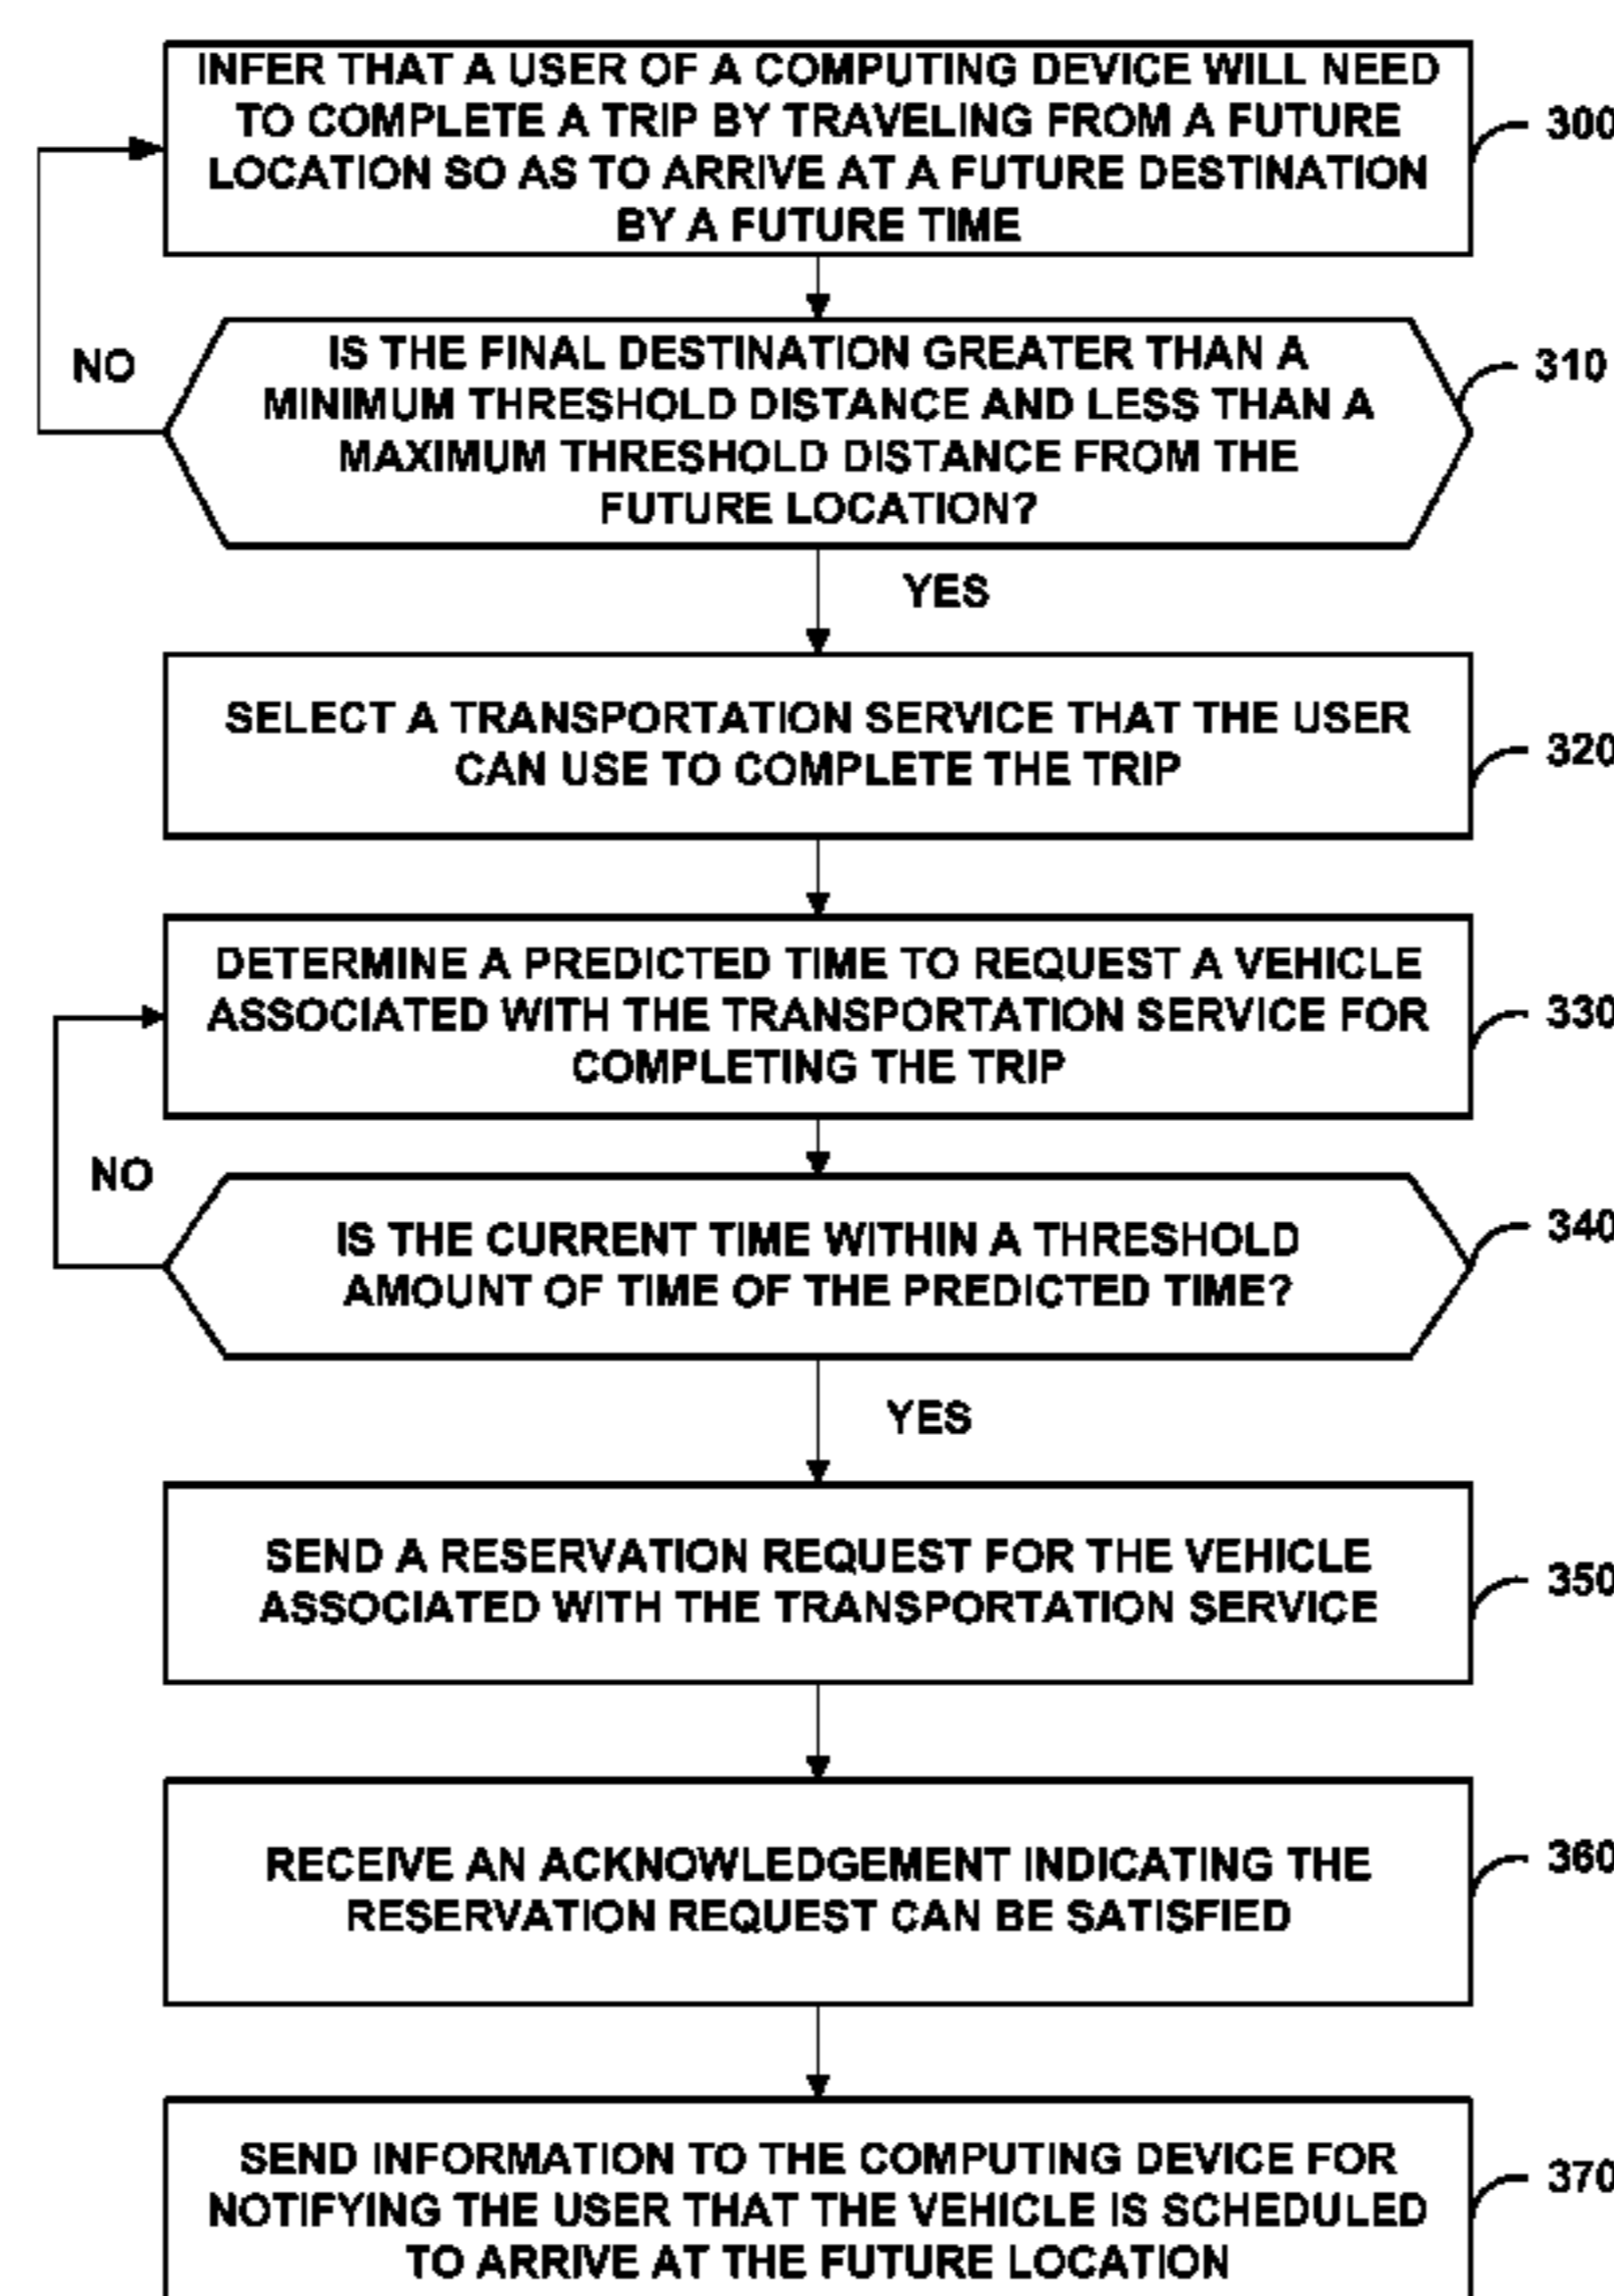 INFER THAT A USER OF A COMPUTING DEVICE WILL NEED
TO COMPLETE A TRIP BY TRAVELING FROM A FUTURE
LOCATION SO AS TO ARRIVE AT A FUTURE DESTINATION
BY A FUTURE TIME
300
NO
IS THE FINAL DESTINATION GREATER THAN A
MINIMUM THRESHOLD DISTANCE AND LESS THAN A
MAXIMUM THRESHOLD DISTANCE FROM THE
FUTURE LOCATION?
310
YES
SELECT A TRANSPORTATION SERVICE THAT THE USER
CAN USE TO COMPLETE THE TRIP
320
DETERMINE A PREDICTED TIME TO REQUEST A VEHICLE
ASSOCIATED WITH THE TRANSPORTATION SERVICE FOR
COMPLETING THE TRIP
330
NO
IS THE CURRENT TIME WITHIN A THRESHOLD
AMOUNT OF TIME OF THE PREDICTED TIME?
340
YES
SEND A RESERVATION REQUEST FOR THE VEHICLE
ASSOCIATED WITH THE TRANSPORTATION SERVICE
350
RECEIVE AN ACKNOWLEDGEMENT INDICATING THE
RESERVATION REQUEST CAN BE SATISFIED
360
SEND INFORMATION TO THE COMPUTING DEVICE FOR
NOTIFYING THE USER THAT THE VEHICLE IS SCHEDULED
TO ARRIVE AT THE FUTURE LOCATION
370